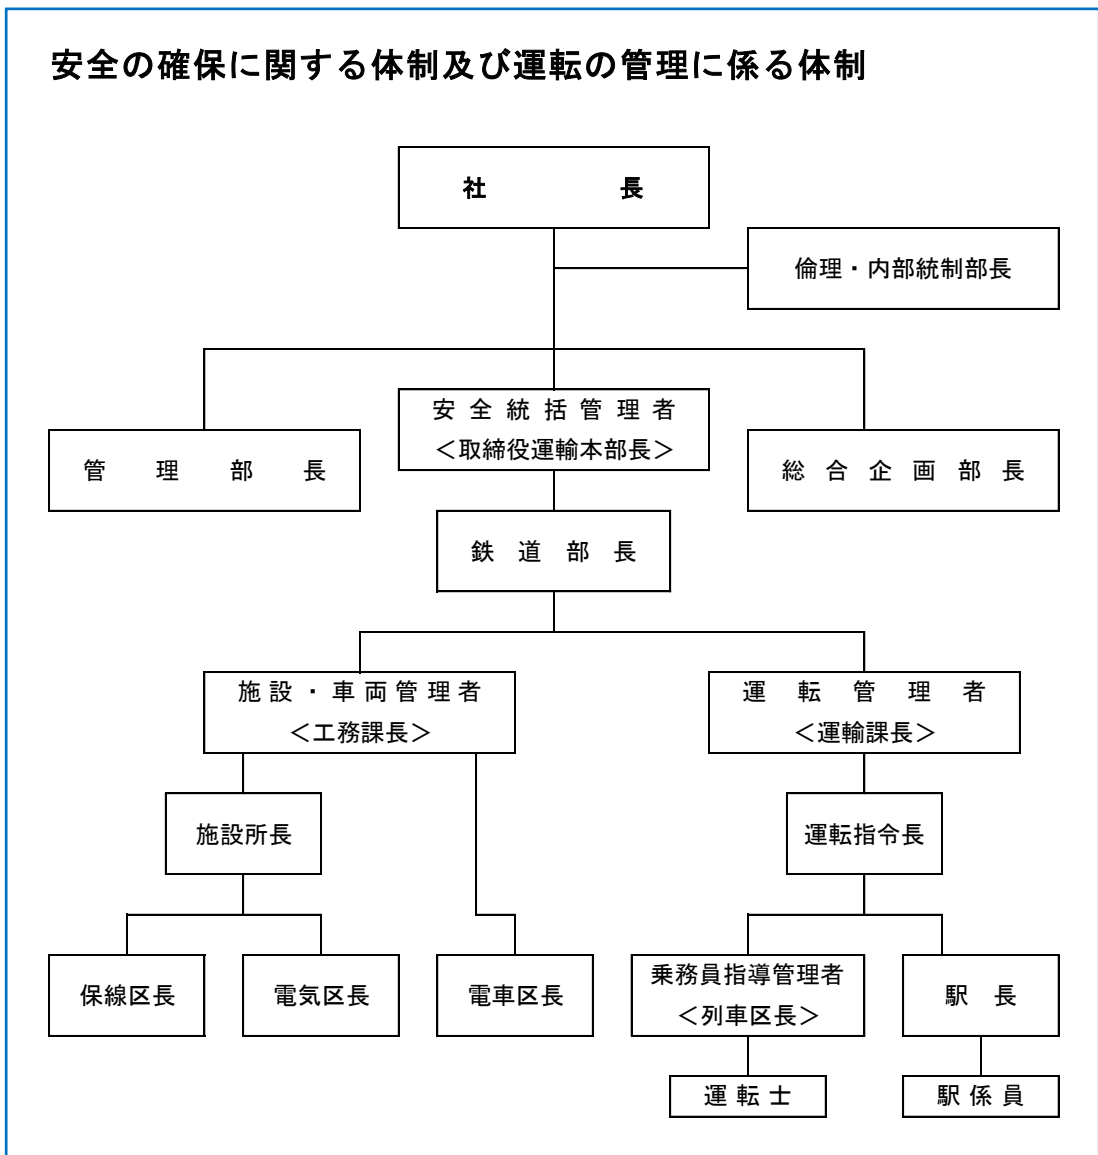 安全の確保に関する体制及び運転の管理に係る体制
社長
倫理・内部統制部長
安全統括管理者
＜取締役運輸本部長＞
管理部長
総合企画部長
鉄道部長
施設・車両管理者
＜工務課長＞
運転管理者
＜運輸課長＞
施設所長
運転指令長
保線区長
電気区長
電車区長
乗務員指導管理者
＜列車区長＞
駅長
運転士
駅係員